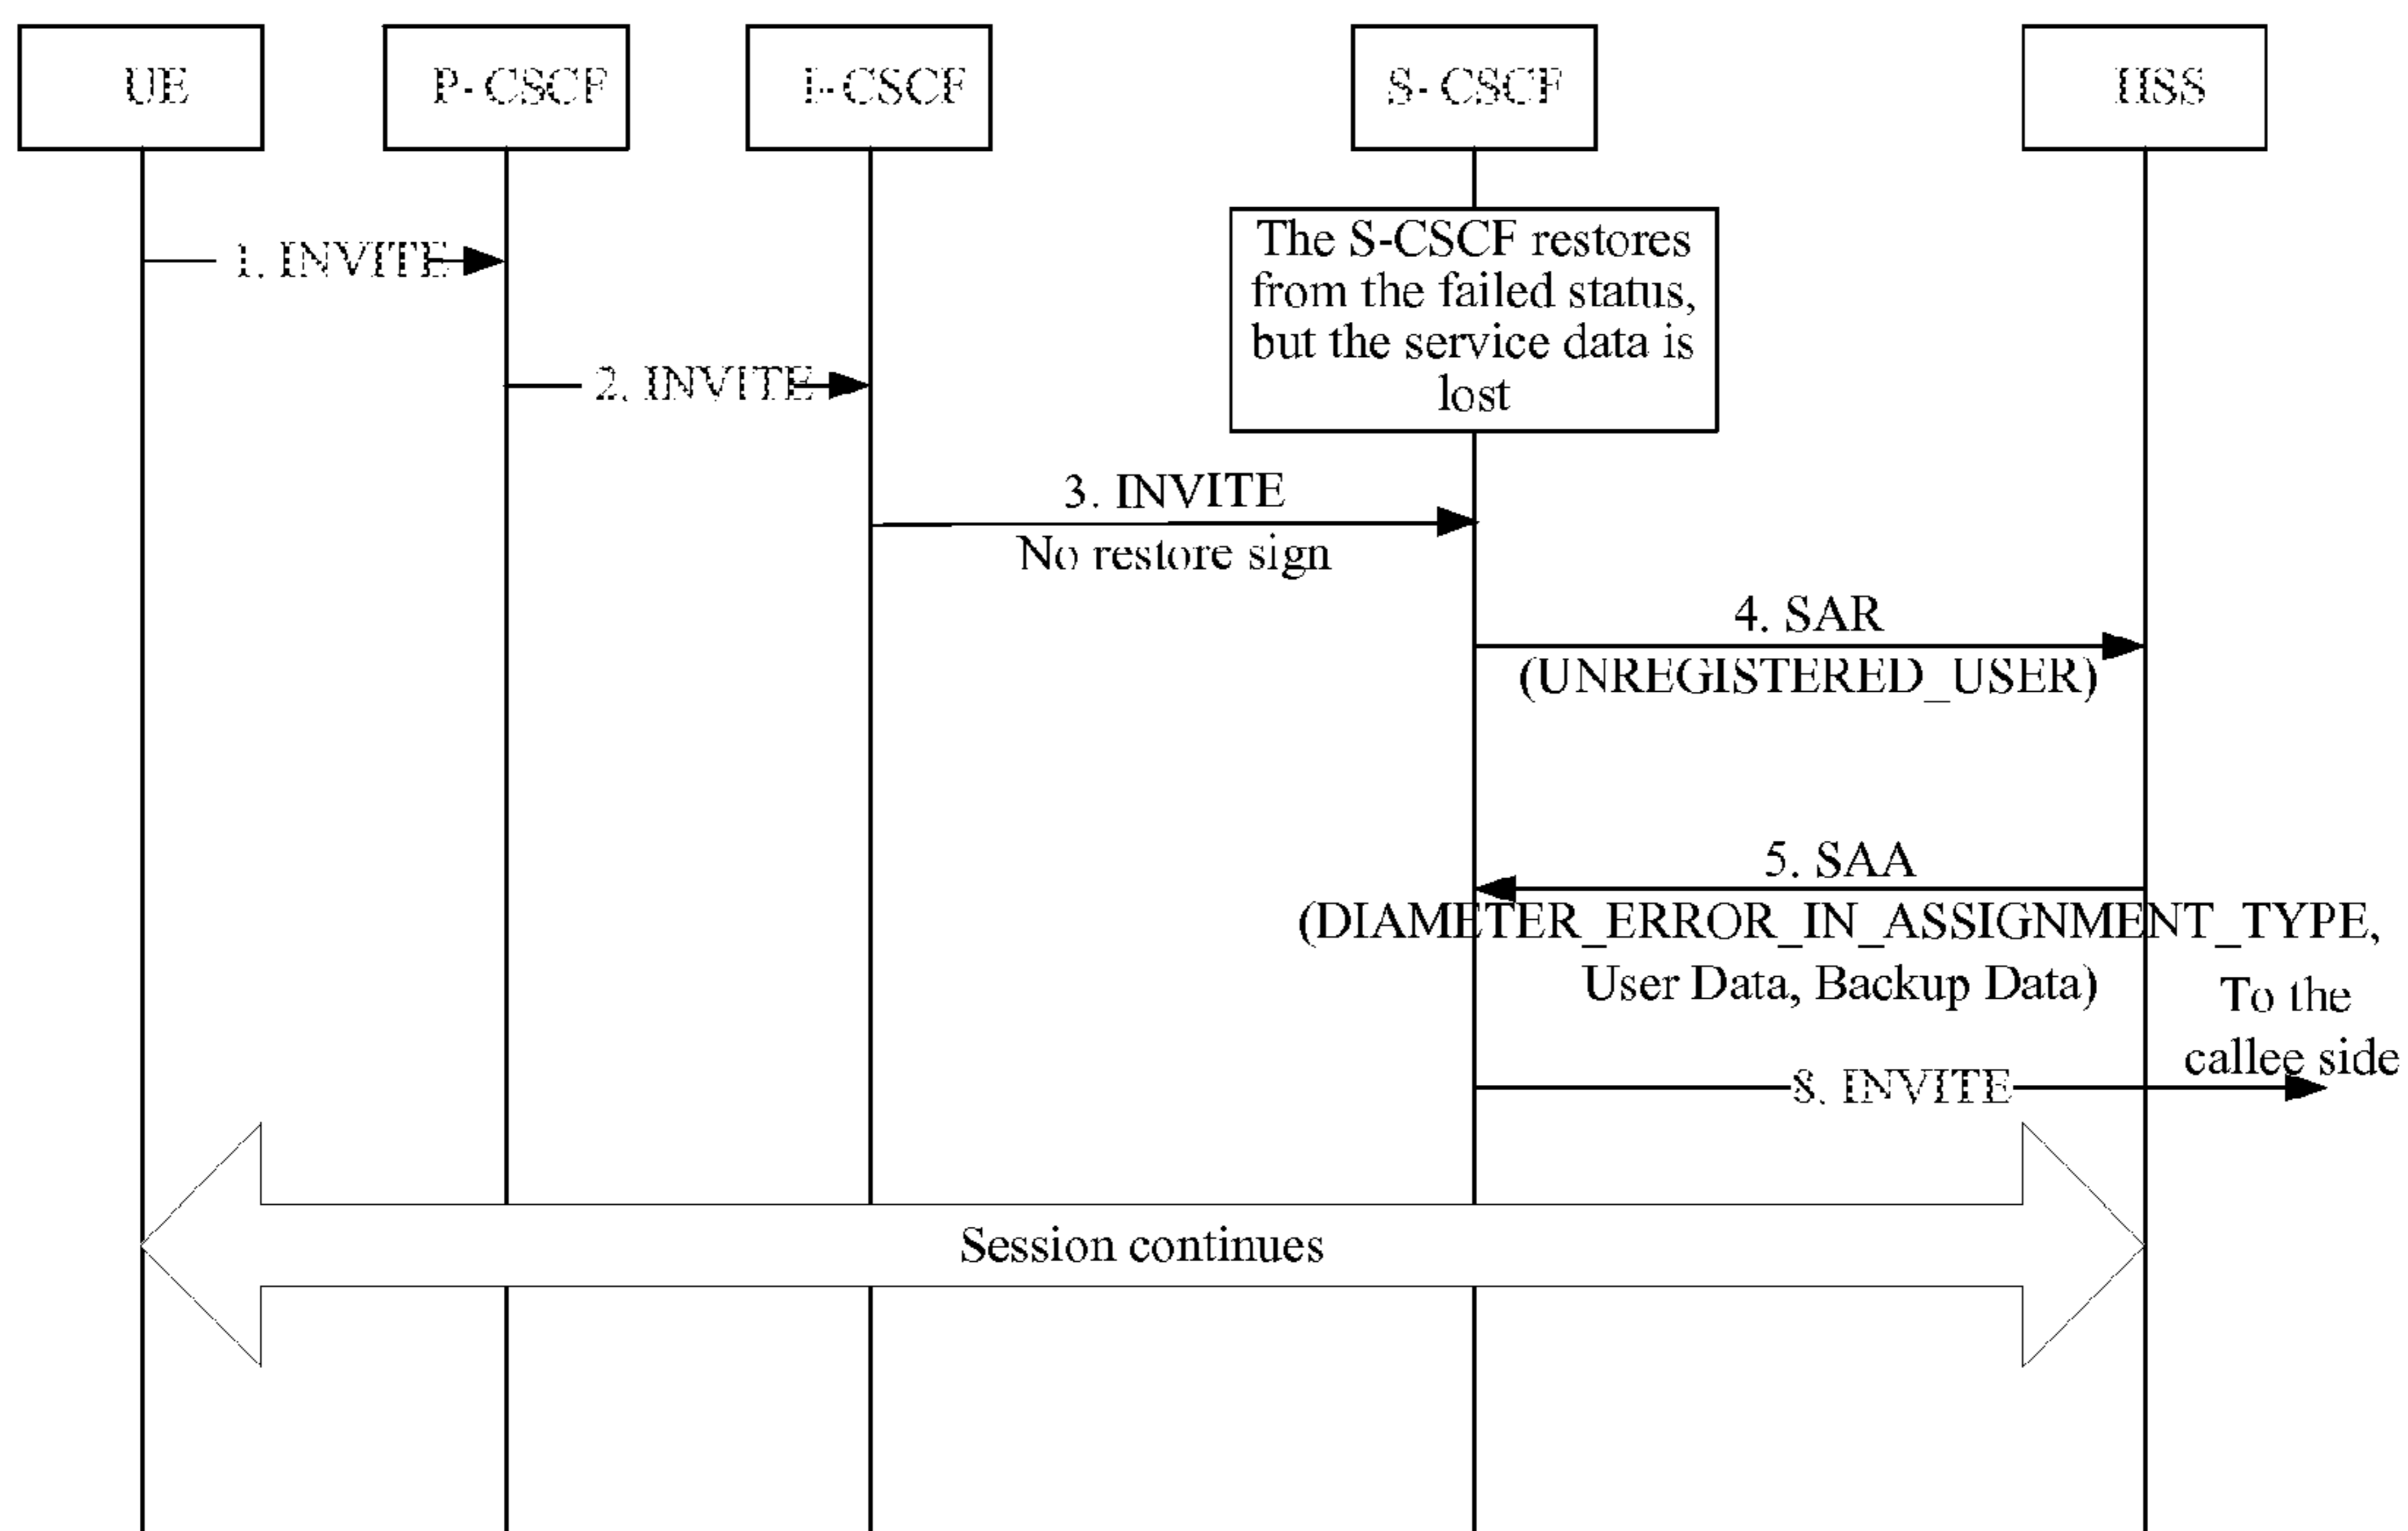 UE
P-CSCF
I-CSCF
S-CSCF
HSS
The S-CSCF restores
from the failed status,
but the service data is
lost
1. INVITE
2. INVITE
3. INVITE
No restore sign
4. SAR
(UNREGISTERED_USER)
5. SAA
(DIAMETER_ERROR_IN_ASSIGNMENT_TYPE,
User Data, Backup Data)
To the
callee side
8. INVITE
Session continues